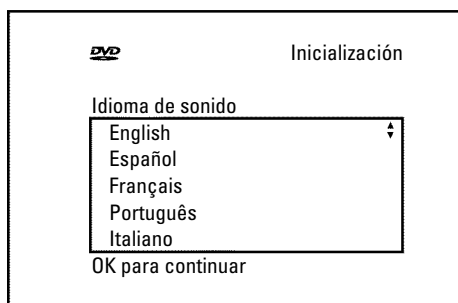 DVD Inicialización
Idioma de sonido
English
Español
Français
Português
Italiano
OK para continuar